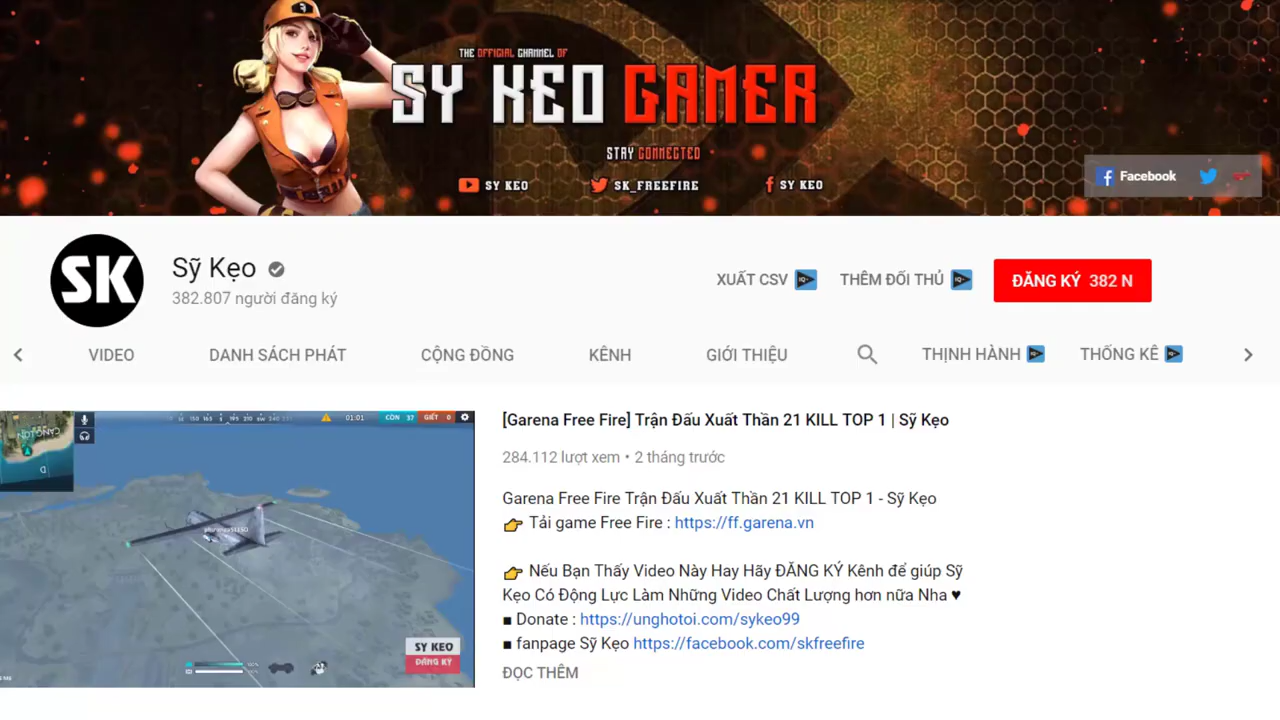 THE OFFICIAL CHANNEL OF
SY KEO GAMER
STAY CONNECTED
SY KEO
SK_FREEFIRE
SY KEO
Facebook
SK
Sỹ Kẹo
382.807 người đăng ký
XUẤT CSV
THÊM ĐỐI THỦ
ĐĂNG KÝ 382 N
VIDEO
DANH SÁCH PHÁT
CỘNG ĐỒNG
KÊNH
GIỚI THIỆU
THỊNH HÀNH
THỐNG KÊ
01:01
CÒN 37
GIẾT 0
SY KEO
ĐĂNG KÝ
[Garena Free Fire] Trận Đấu Xuất Thần 21 KILL TOP 1 | Sỹ Kẹo
284.112 lượt xem • 2 tháng trước
Garena Free Fire Trận Đấu Xuất Thần 21 KILL TOP 1 - Sỹ Kẹo
👉 Tải game Free Fire : https://ff.garena.vn
👉 Nếu Bạn Thấy Video Này Hay Hãy ĐĂNG KÝ Kênh để giúp Sỹ
Kẹo Có Động Lực Làm Những Video Chất Lượng hơn nữa Nha ♥
■ Donate : https://unghotoi.com/sykeo99
■ fanpage Sỹ Kẹo https://facebook.com/skfreefire
ĐỌC THÊM